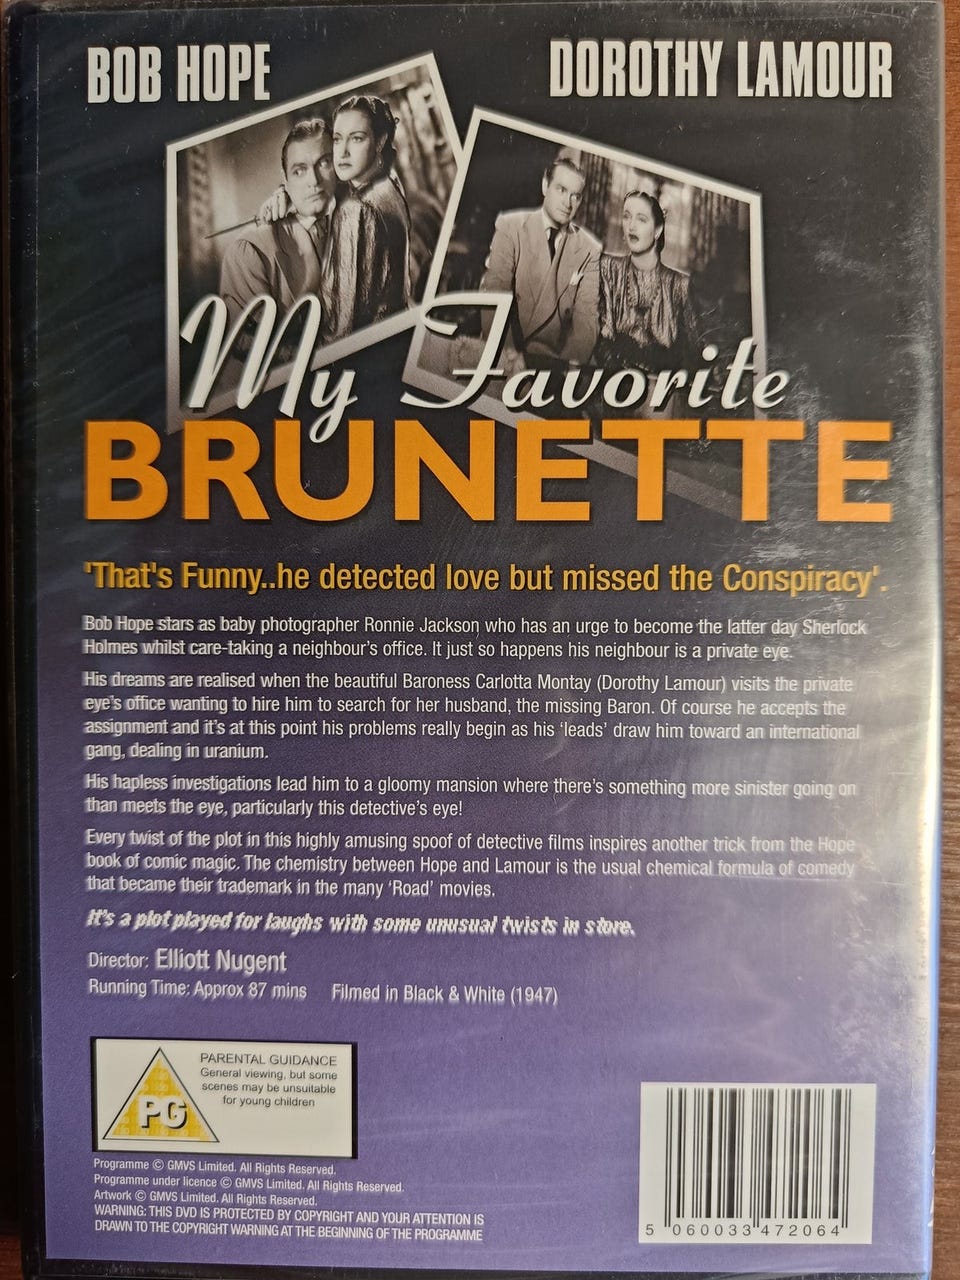 BOB HOPE DOROTHY LAMOUR
My Favorite
BRUNETTE
'That's Funny..he detected love but missed the Conspiracy'.
Bob Hope stars as baby photographer Ronnie Jackson, who has an urge to become the latter day Sherlock
Holmes whilst care-taking a neighbour's office. It just so happens his neighbour is a private eye.
His dreams are realised when the beautiful Baroness Carlotta Montay (Dorothy Lamour) visits the private
eye's office wanting to hire him to search for her husband, the missing Baron. Of course he accepts the
assignment and it's at this point his problems really begin as his 'leads' draw him toward an international
gang, dealing in uranium.
His hapless investigations lead him to a gloomy mansion where there's something more sinister going on
than meets the eye, particularly this detective's eye!
Every twist of the plot in this highly amusing spoof of detective films inspires another trick from the Hope
book of comic magic. The chemistry between Hope and Lamour is the usual chemical formula of comedy
that became their trademark in the many 'Road' movies.
It's a plot played for laughs with some unusual twists in store.
Director: Elliott Nugent
Running Time: Approx 87 mins Filmed in Black & White (1947)
PG
PARENTAL GUIDANCE
General viewing, but some
scenes may be unsuitable
for young children
Programme © GMVS Limited. All Rights Reserved.
Programme under licence © GMVS Limited. All Rights Reserved.
Artwork © GMVS Limited. All Rights Reserved.
WARNING: THIS DVD IS PROTECTED BY COPYRIGHT AND YOUR ATTENTION IS
DRAWN TO THE COPYRIGHT WARNING AT THE BEGINNING OF THE PROGRAMME
5 060033 472064